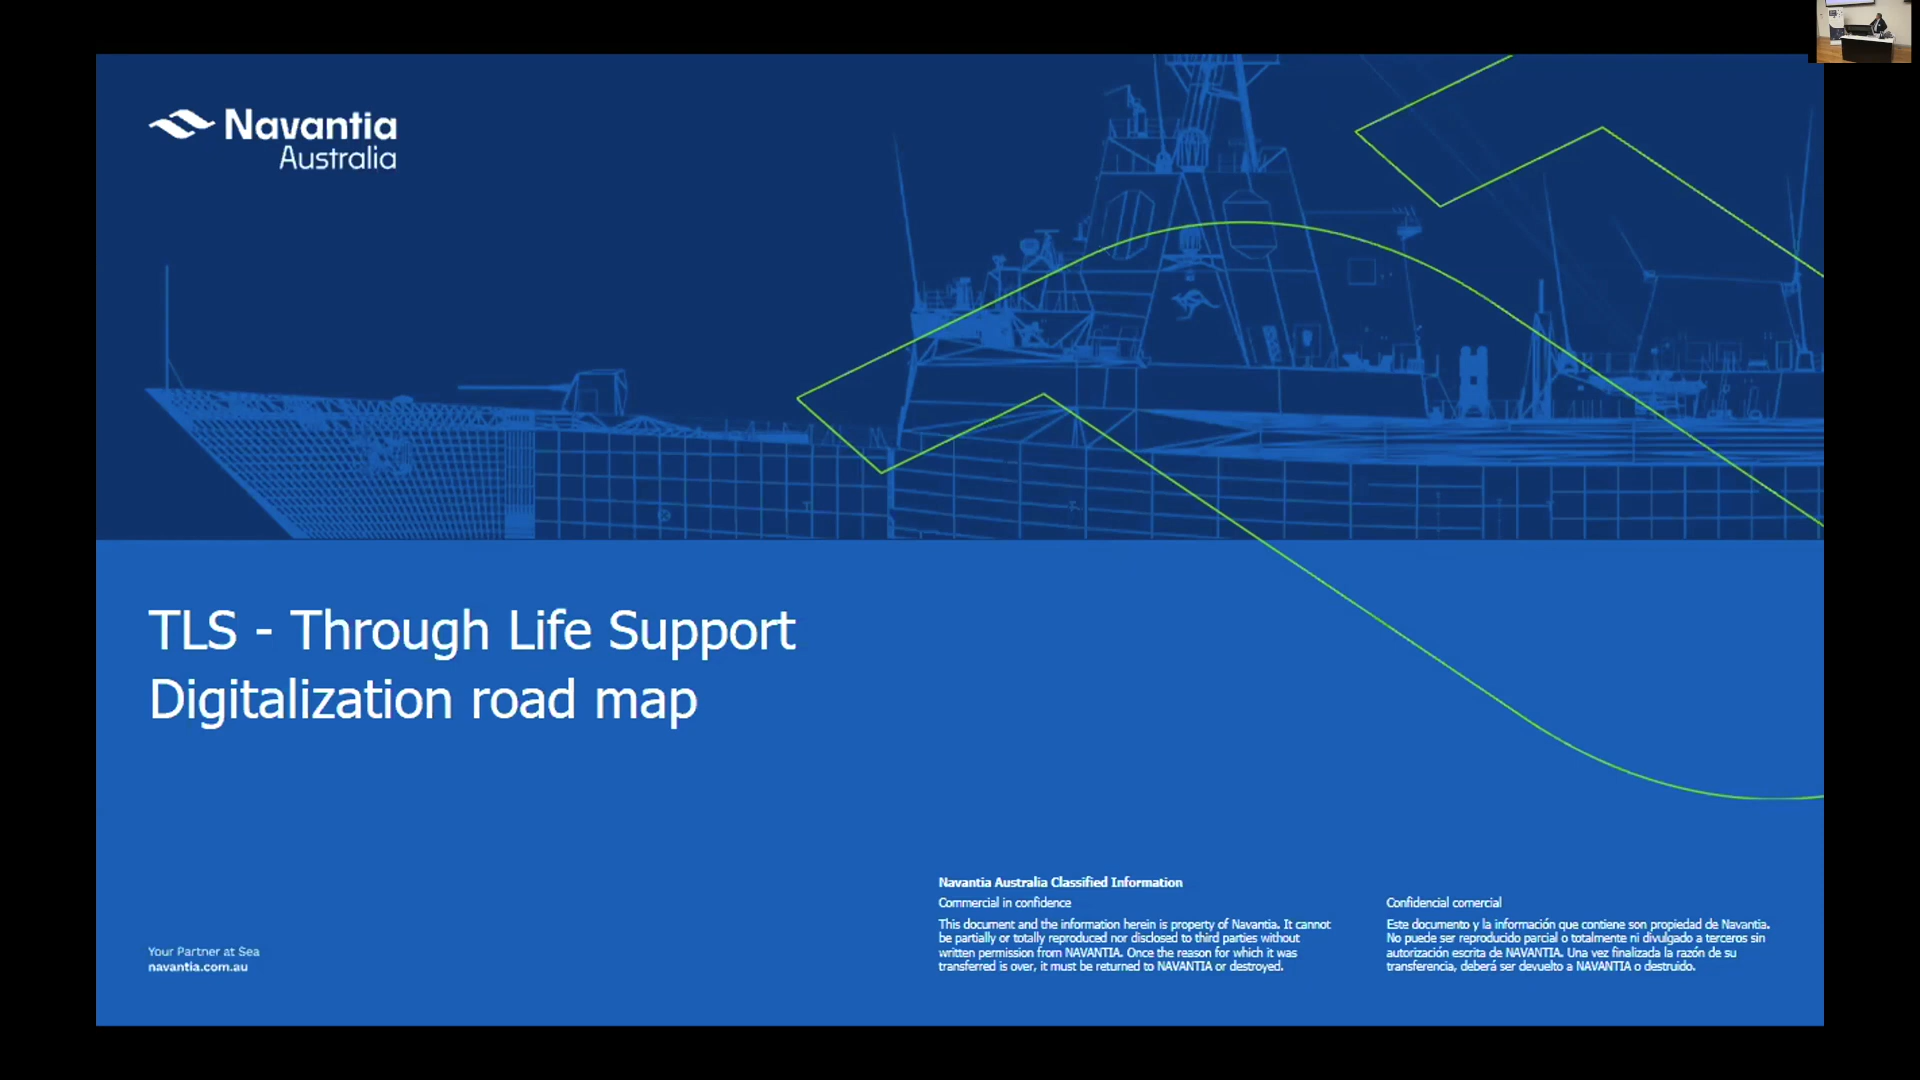 Navantia
Australia
TLS - Through Life Support
Digitalization road map
Your Partner at Sea
navantia.com.au
Navantia Australia Classified Information
Commercial in confidence
This document and the information herein is property of Navantia. It cannot
be partially or totally reproduced nor disclosed to third parties without
written permission from NAVANTIA. Once the reason for which it was
transferred is over, it must be returned to NAVANTIA or destroyed.
Confidencial comercial
Este documento y la información que contiene son propiedad de Navantia.
No puede ser reproducido parcial o totalmente ni divulgado a terceros sin
autorización escrita de NAVANTIA. Una vez finalizada la razón de su
transferencia, deberá ser devuelto a NAVANTIA o destruido.